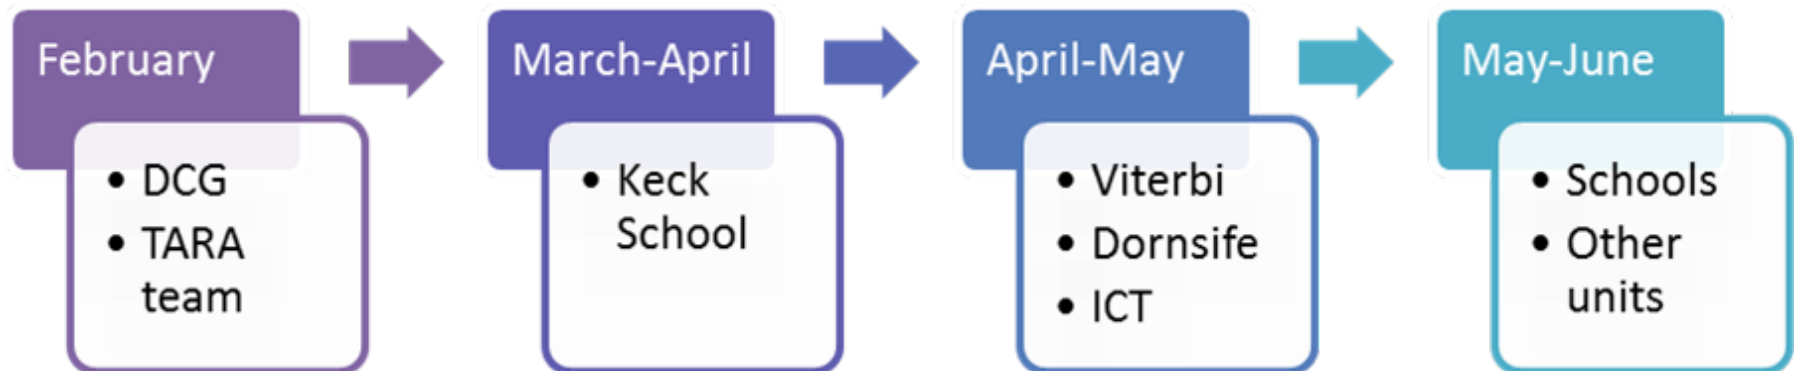 February
• DCG
• TARA
team
March-April
• Keck
School
April-May
• Viterbi
• Dornsife
• ICT
May-June
• Schools
• Other
units